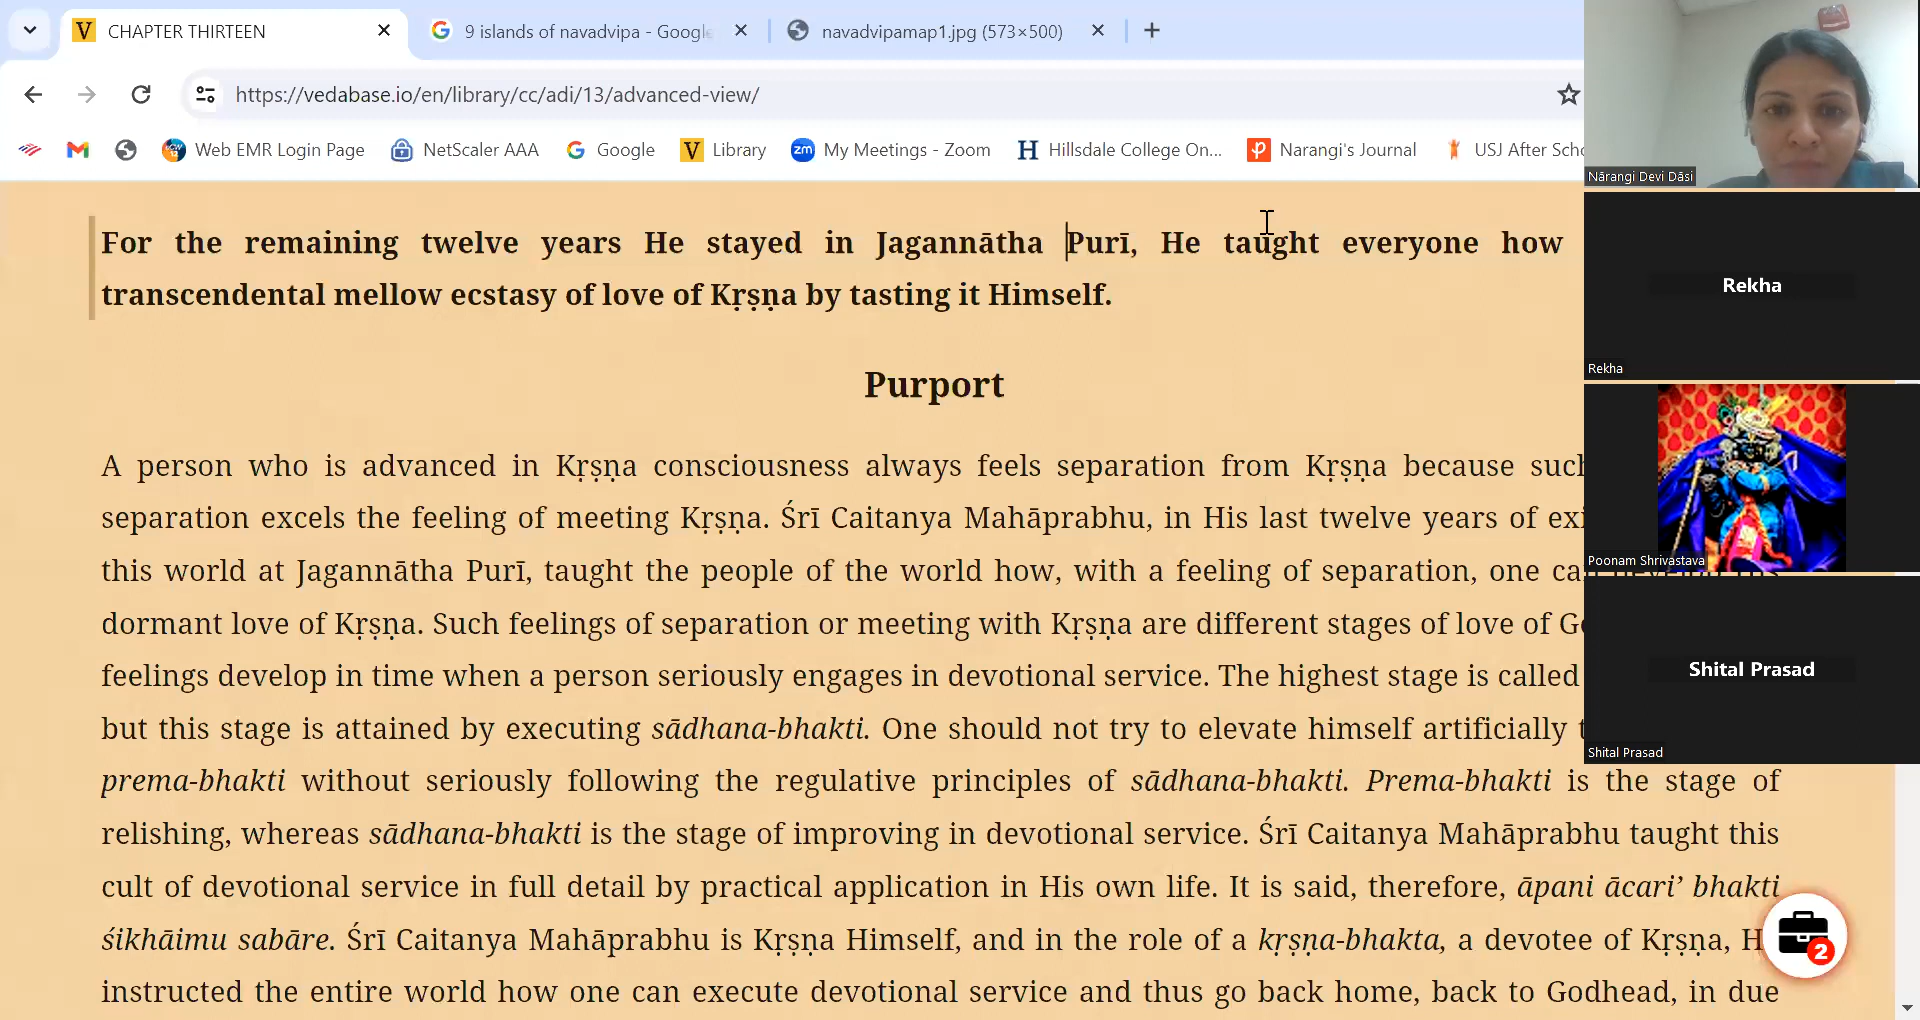 CHAPTER THIRTEEN
9 islands of navadvipa - Google
navadvipamap1.jpg (573×500)
https://vedabase.io/en/library/cc/adi/13/advanced-view/
Web EMR Login Page
NetScaler AAA
Google
Library
My Meetings - Zoom
Hillsdale College On...
Narangi's Journal
USJ After Scho
For the remaining twelve years He stayed in Jagannātha Purī, He taught everyone how
transcendental mellow ecstasy of love of Kṛṣṇa by tasting it Himself.
Purport
A person who is advanced in Kṛṣṇa consciousness always feels separation from Kṛṣṇa because such
separation excels the feeling of meeting Kṛṣṇa. Śrī Caitanya Mahāprabhu, in His last twelve years of
this world at Jagannātha Purī, taught the people of the world how, with a feeling of separation, one can
dormant love of Kṛṣṇa. Such feelings of separation or meeting with Kṛṣṇa are different stages of love of
feelings develop in time when a person seriously engages in devotional service. The highest stage is called
but this stage is attained by executing sādhana-bhakti. One should not try to elevate himself artificially
prema-bhakti without seriously following the regulative principles of sādhana-bhakti. Prema-bhakti is the stage of
relishing, whereas sādhana-bhakti is the stage of improving in devotional service. Śrī Caitanya Mahāprabhu taught this
cult of devotional service in full detail by practical application in His own life. It is said, therefore, āpani ācari’ bhakti
śikhāimu sabāre. Śrī Caitanya Mahāprabhu is Kṛṣṇa Himself, and in the role of a kṛṣṇa-bhakta, a devotee of Kṛṣṇa, H
instructed the entire world how one can execute devotional service and thus go back home, back to Godhead, in due
2
Nārangi Devi Dāsi
Rekha
Rekha
Poonam Shrivastava
Shital Prasad
Shital Prasad